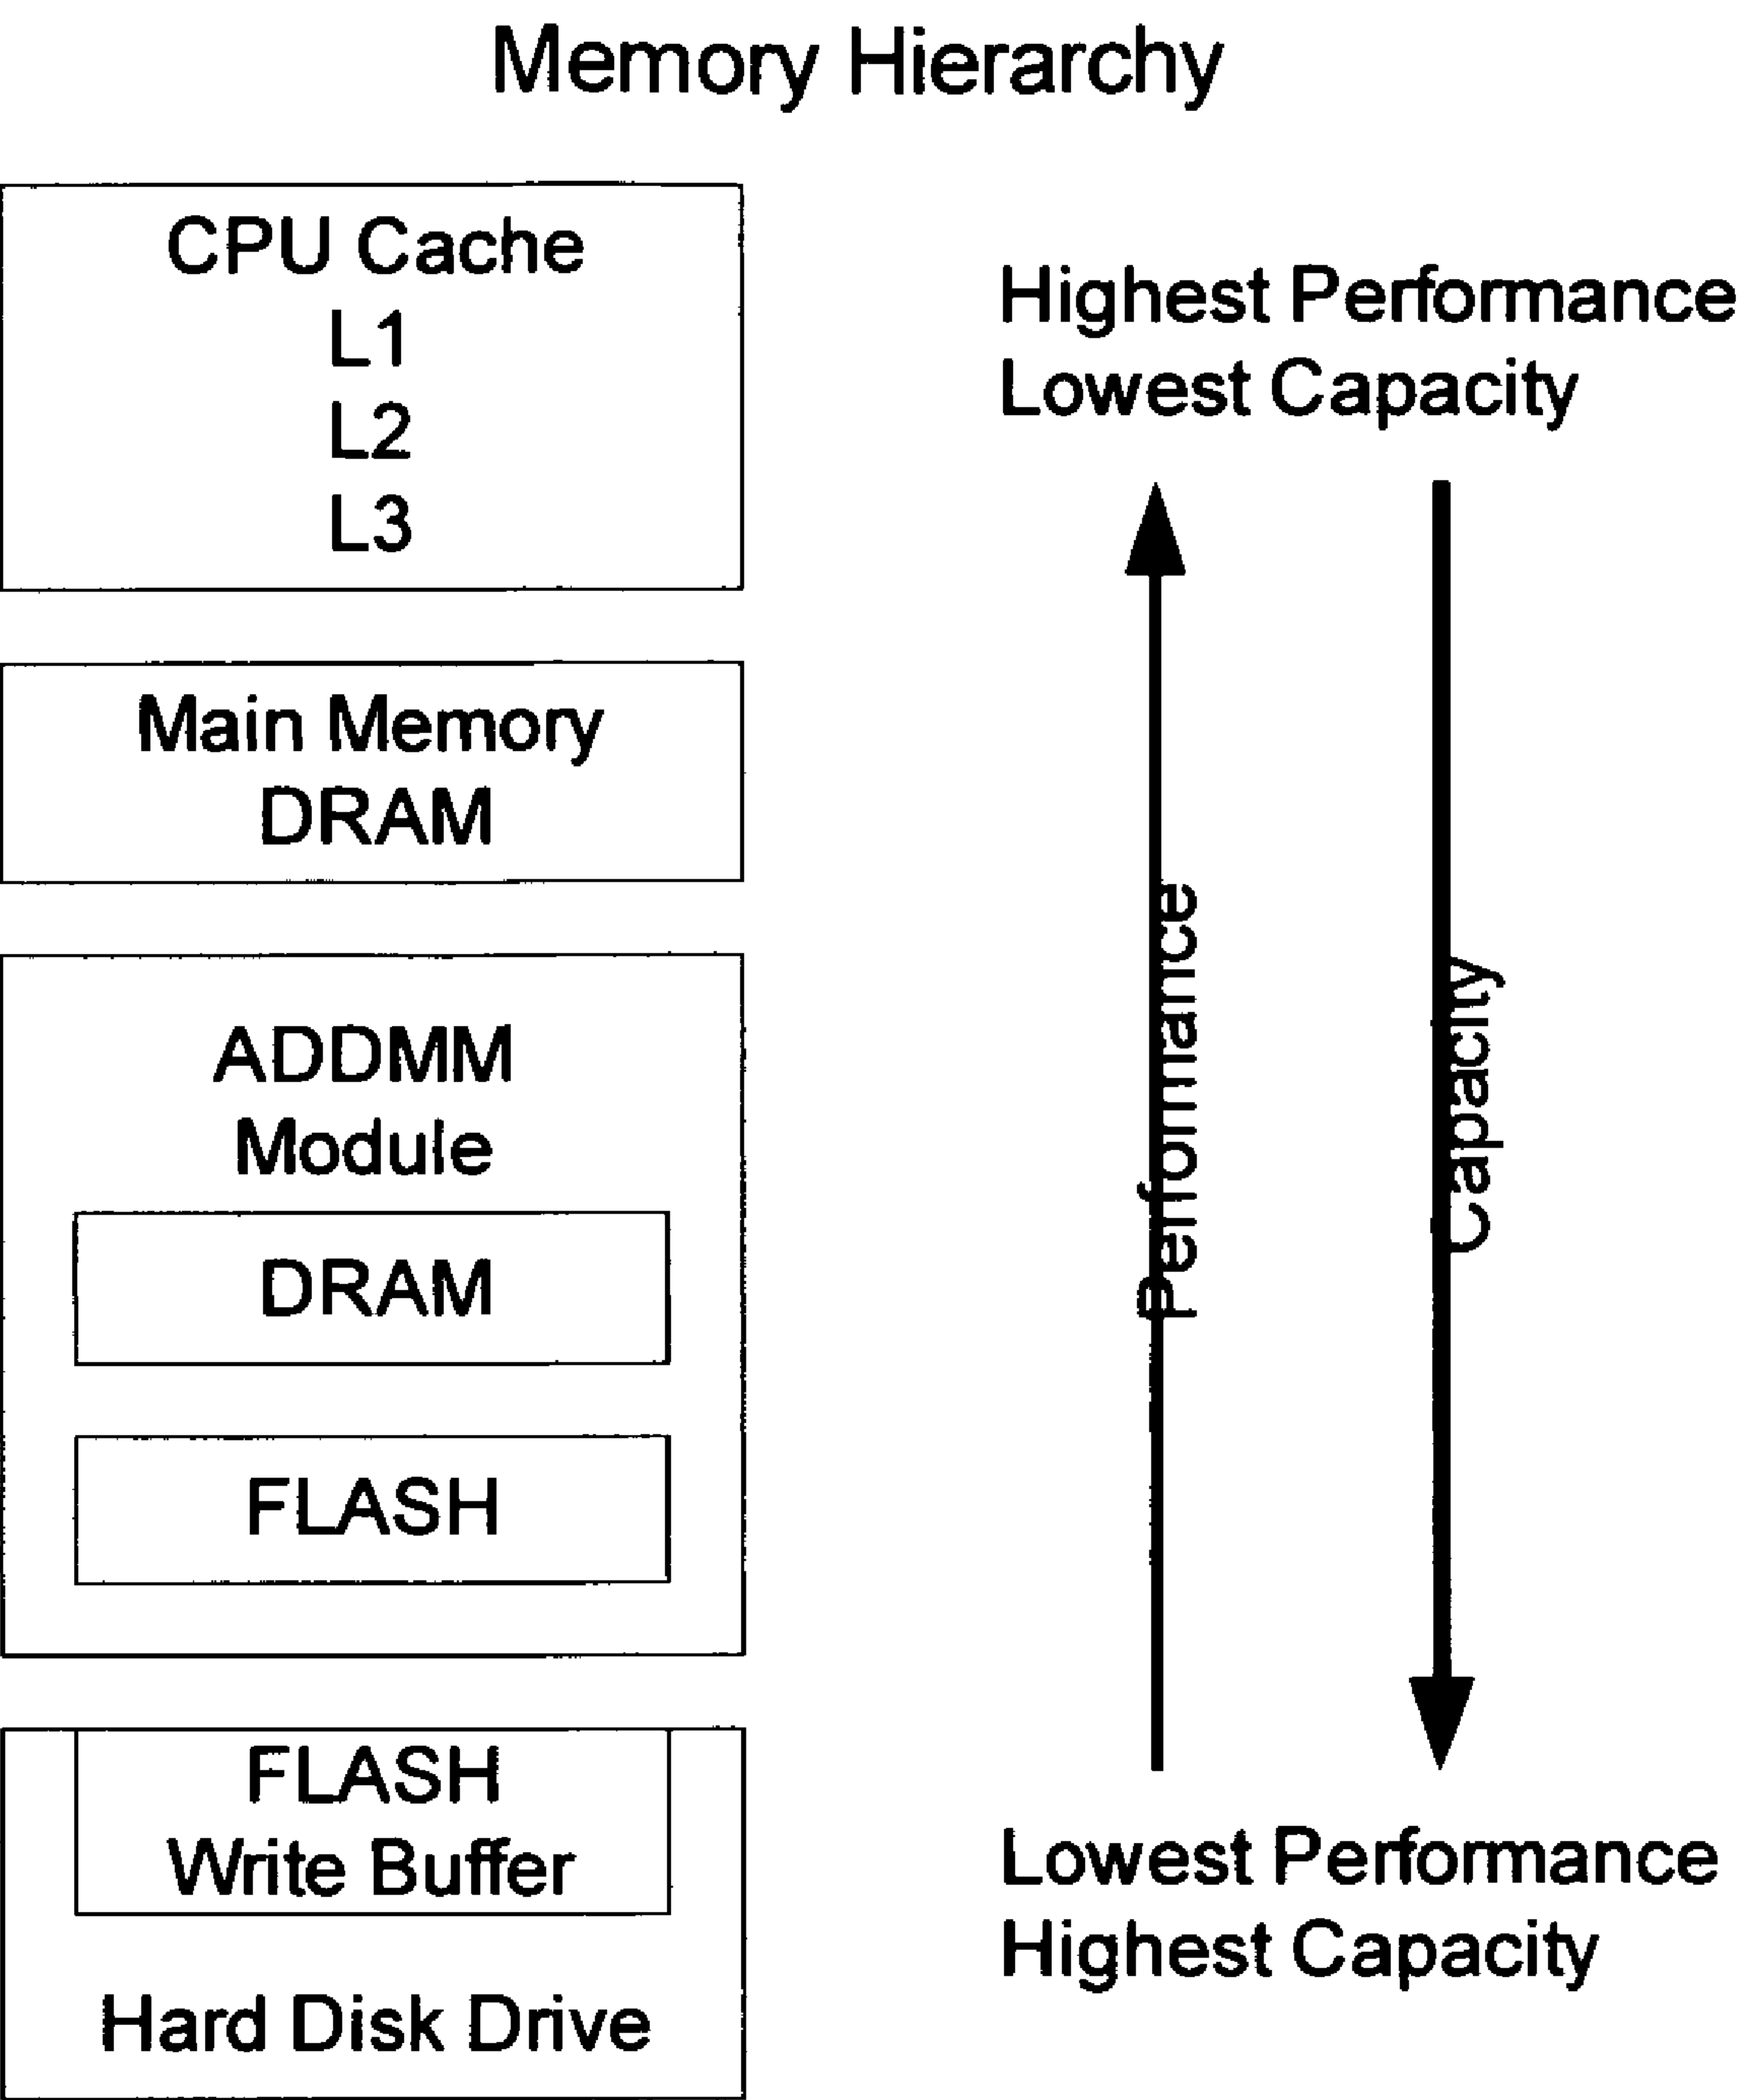 Memory Hierarchy
CPU Cache
L1
L2
L3
Main Memory
DRAM
ADDMM
Module
DRAM
FLASH
FLASH
Write Buffer
Hard Disk Drive
Highest Performance
Lowest Capacity
Performance
Capacity
Lowest Performance
Highest Capacity